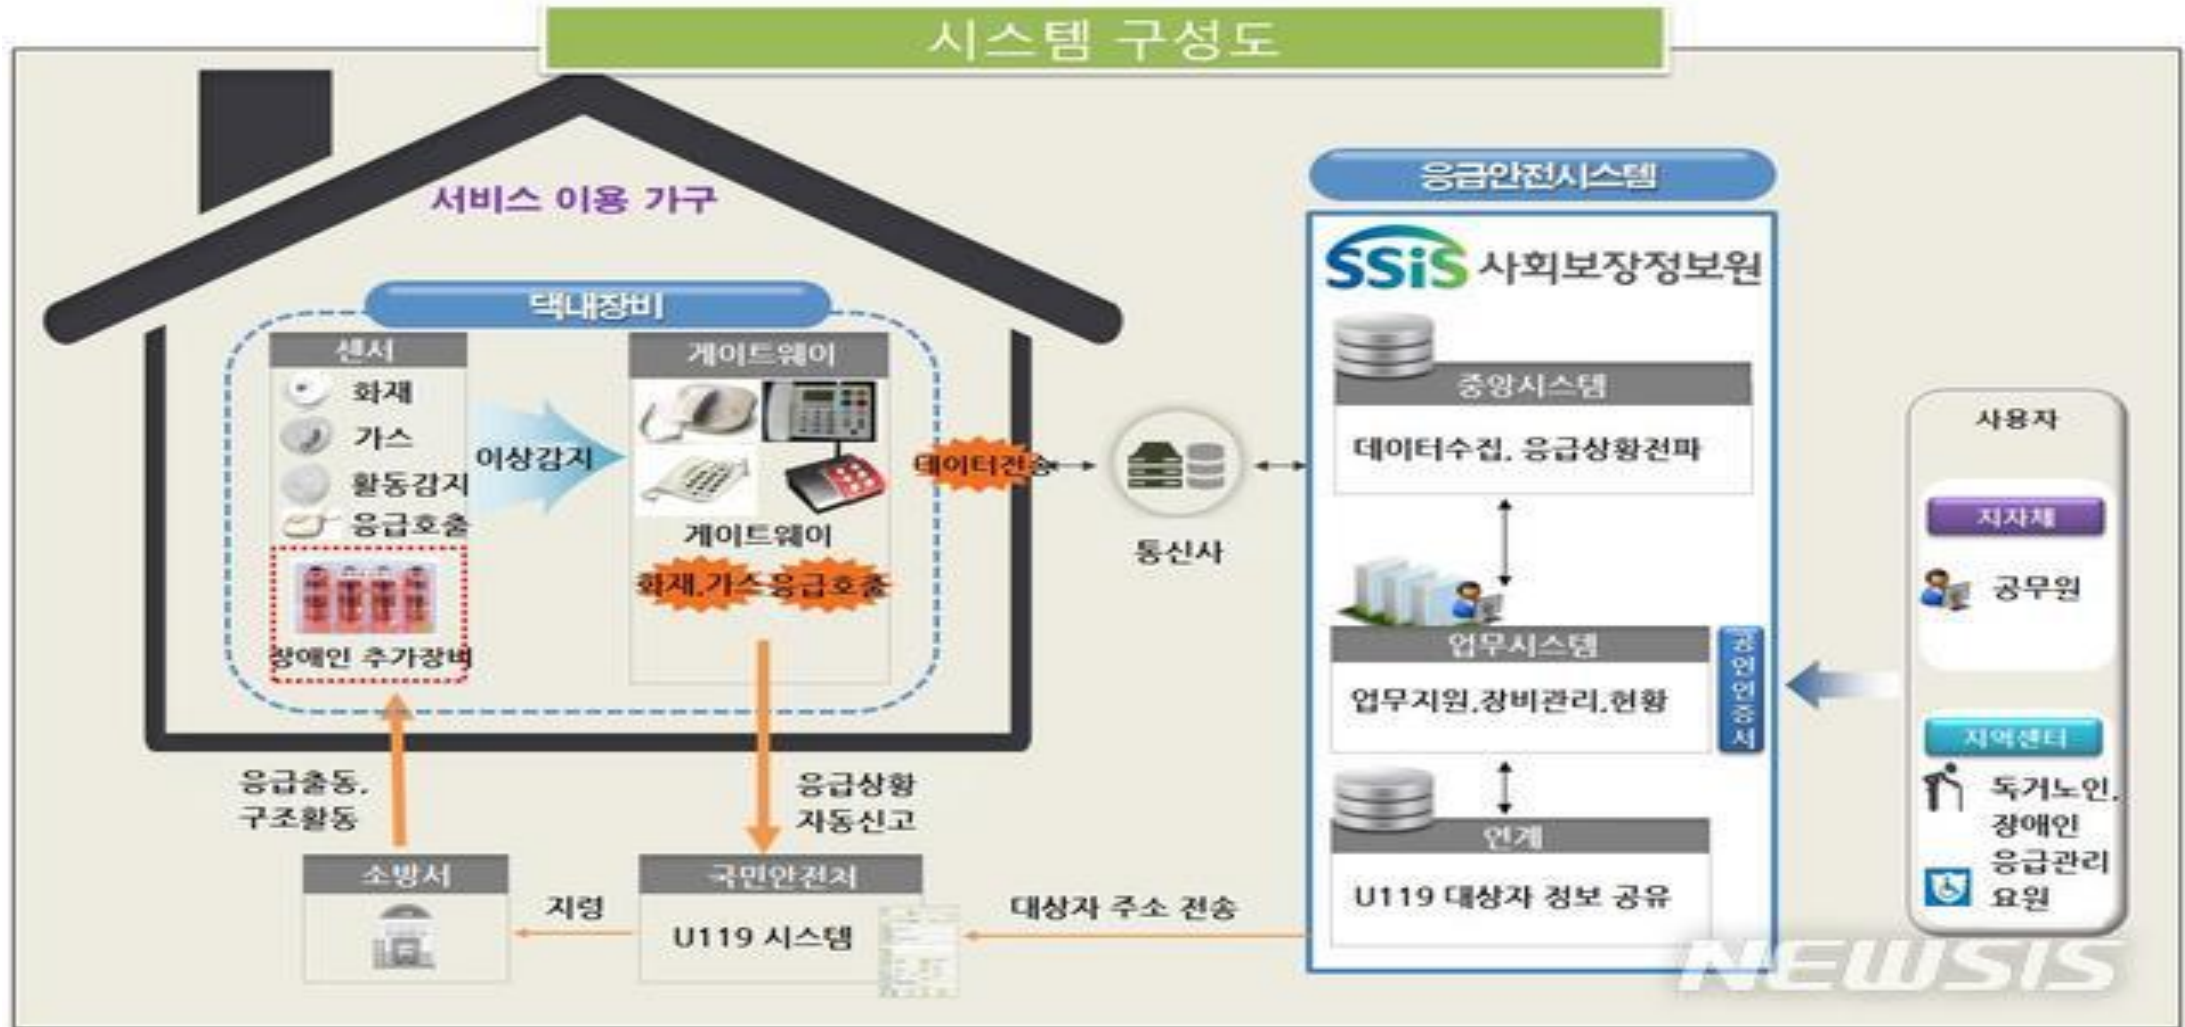 시스템 구성도
서비스 이용 가구
댁내장비
센서
화재
가스
활동감지
응급호출
장애인 추가장비
이상감지
게이트웨이
게이트웨이
화재,가스
응급호출
데이터전송
통신사
응급안전시스템
SSiS 사회보장정보원
중앙시스템
데이터수집, 응급상황전파
업무시스템
업무지원,장비관리,현황
공인인증서
연계
U119 대상자 정보 공유
사용자
지자체
공무원
지역센터
독거노인,
장애인
응급관리
요원
응급출동,
구조활동
응급상황
자동신고
소방서
지령
국민안전처
U119 시스템
대상자 주소 전송
NEWSIS